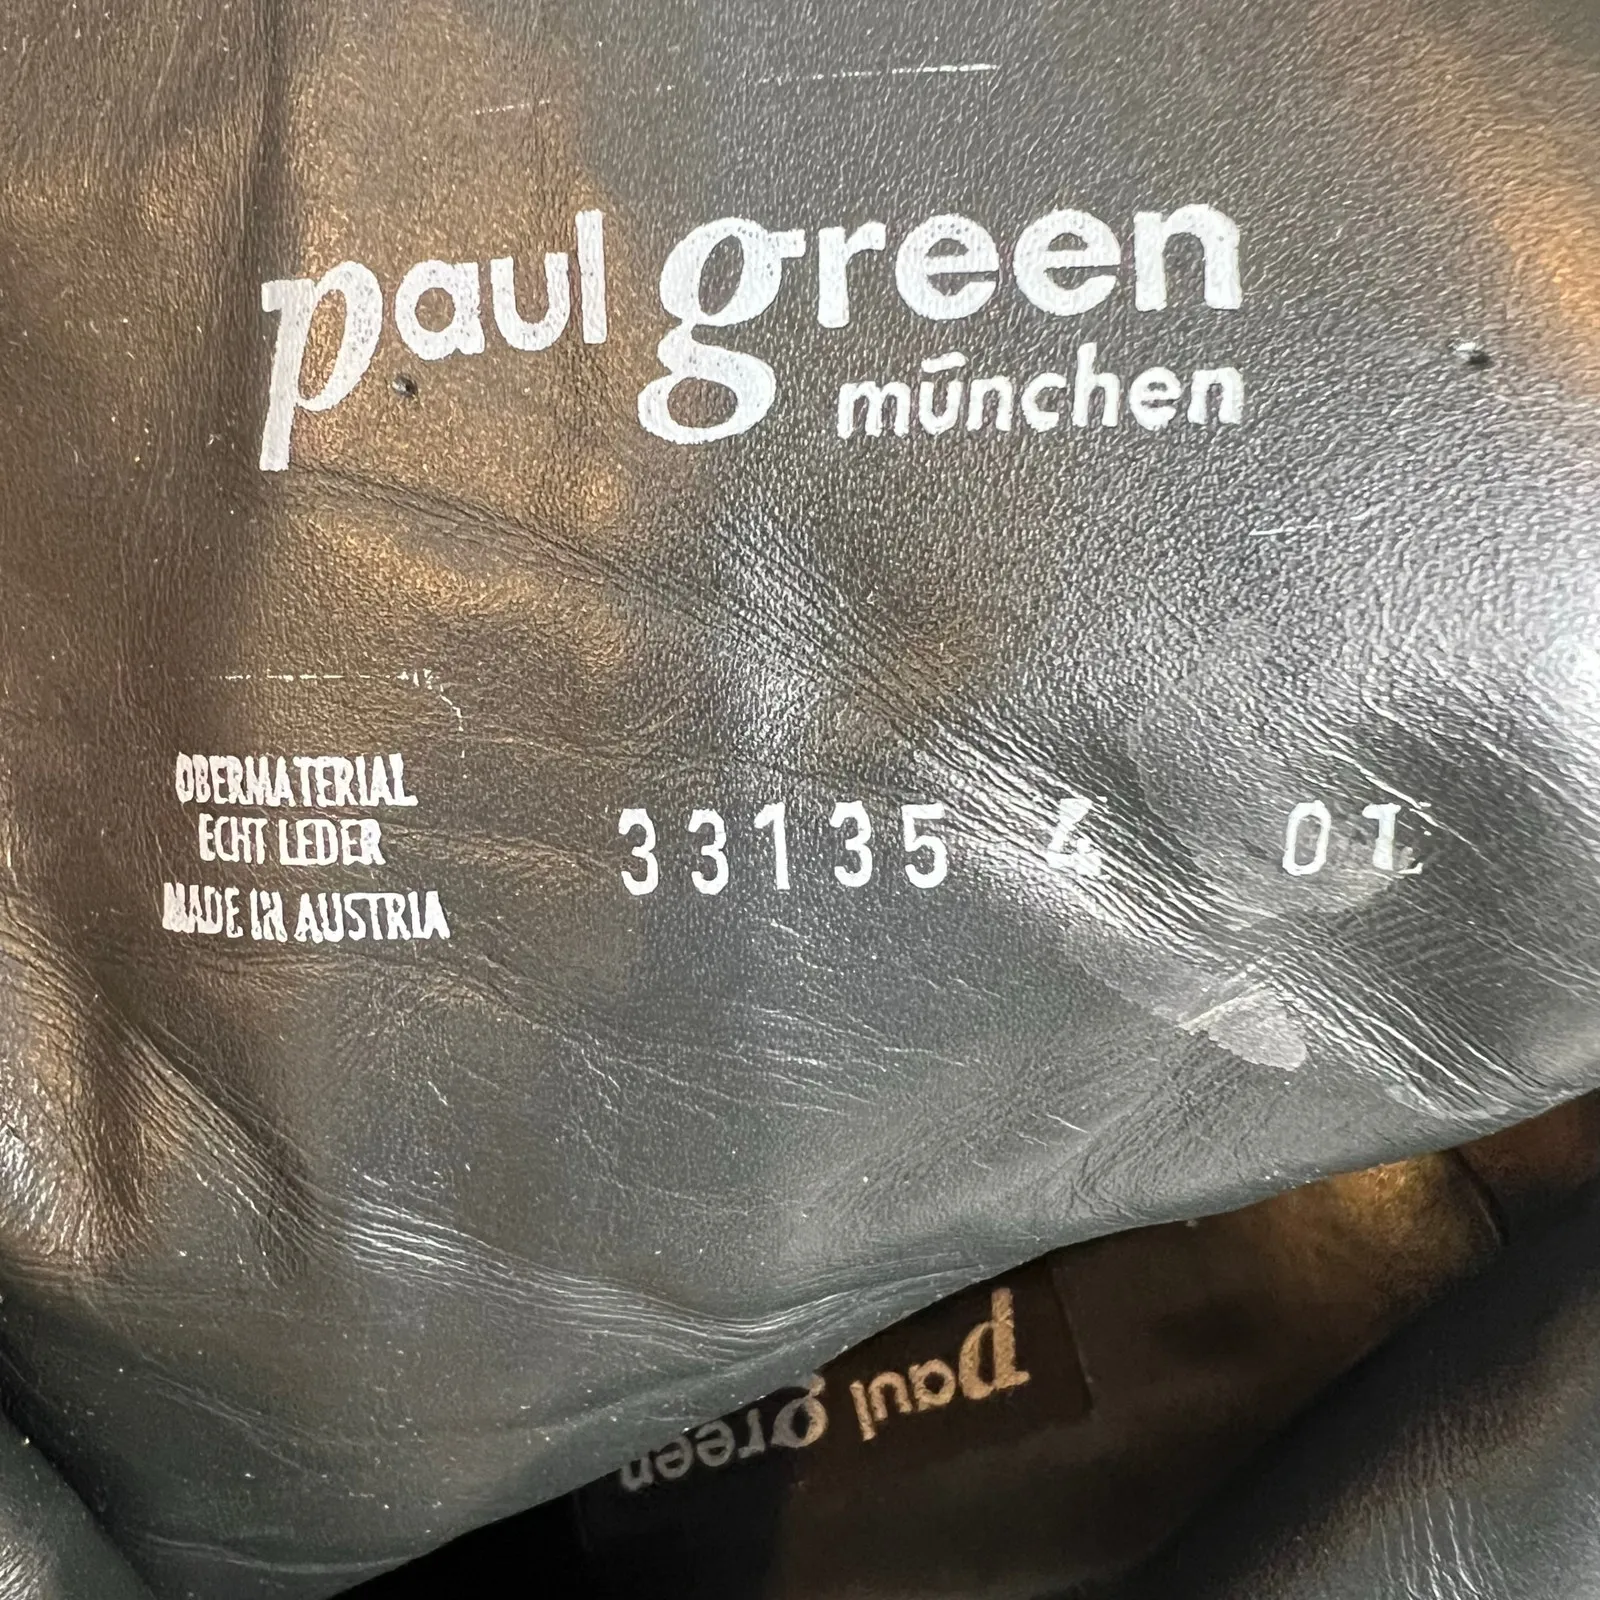 paul green
münchen
OBERMATERIAL
ECHT LEDER
MADE IN AUSTRIA
33135 4 01
paul green